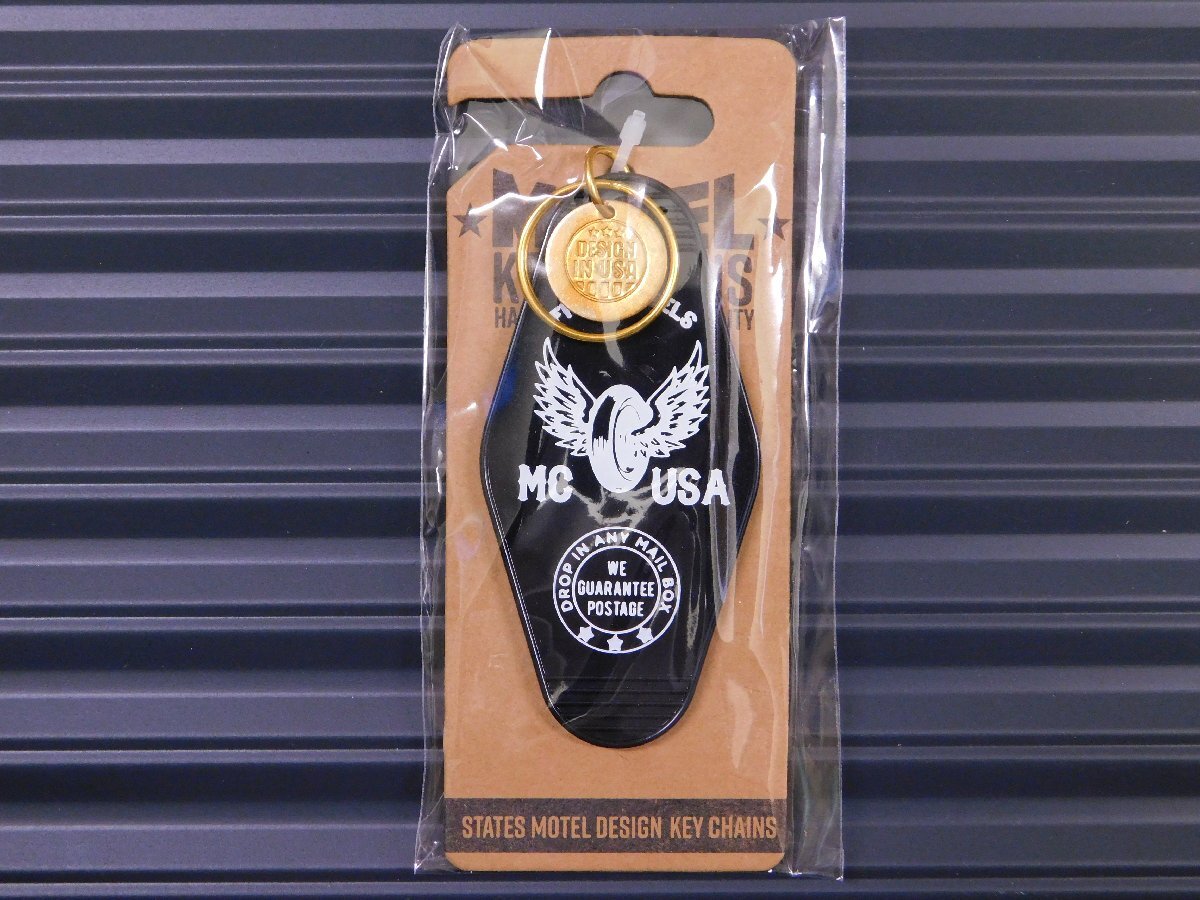 DESIGN
IN USA
MC USA
DROP IN ANY MAIL BOX
WE
GUARANTEE
POSTAGE
STATES MOTEL DESIGN KEY CHAINS